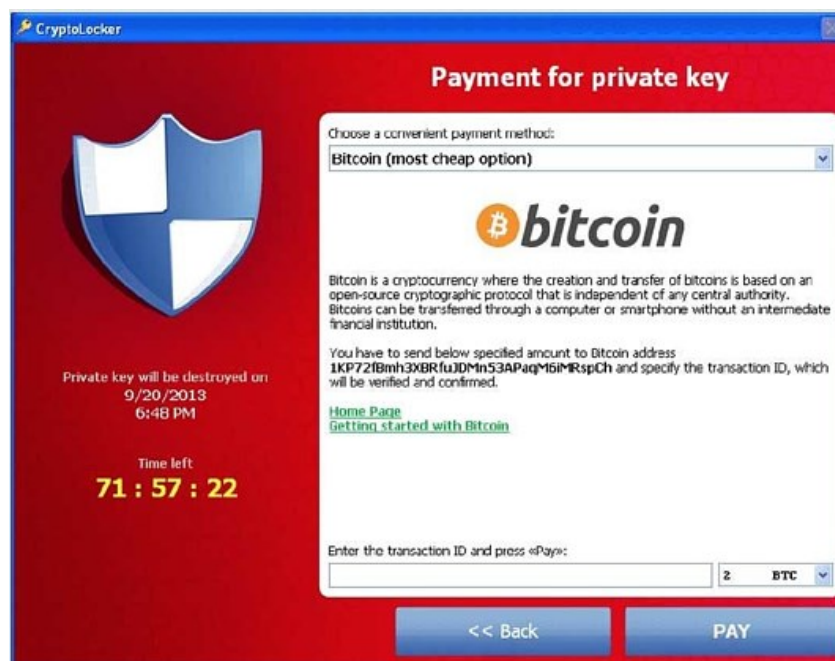 CryptoLocker
Payment for private key
Choose a convenient payment method:
Bitcoin (most cheap option)
bitcoin
Bitcoin is a cryptocurrency where the creation and transfer of bitcoins is based on an
open-source cryptographic protocol that is independent of any central authority.
Bitcoins can be transferred through a computer or smartphone without an intermediate
financial institution.
You have to send below specified amount to Bitcoin address
1KP72fBmh3XBRfuJDMn53APaqM6iMRspCh and specify the transaction ID, which
will be verified and confirmed.
Home Page
Getting started with Bitcoin
Private key will be destroyed on
9/20/2013
6:48 PM
Time left
71 : 57 : 22
Enter the transaction ID and press «Pay»:
2 BTC
<< Back
PAY